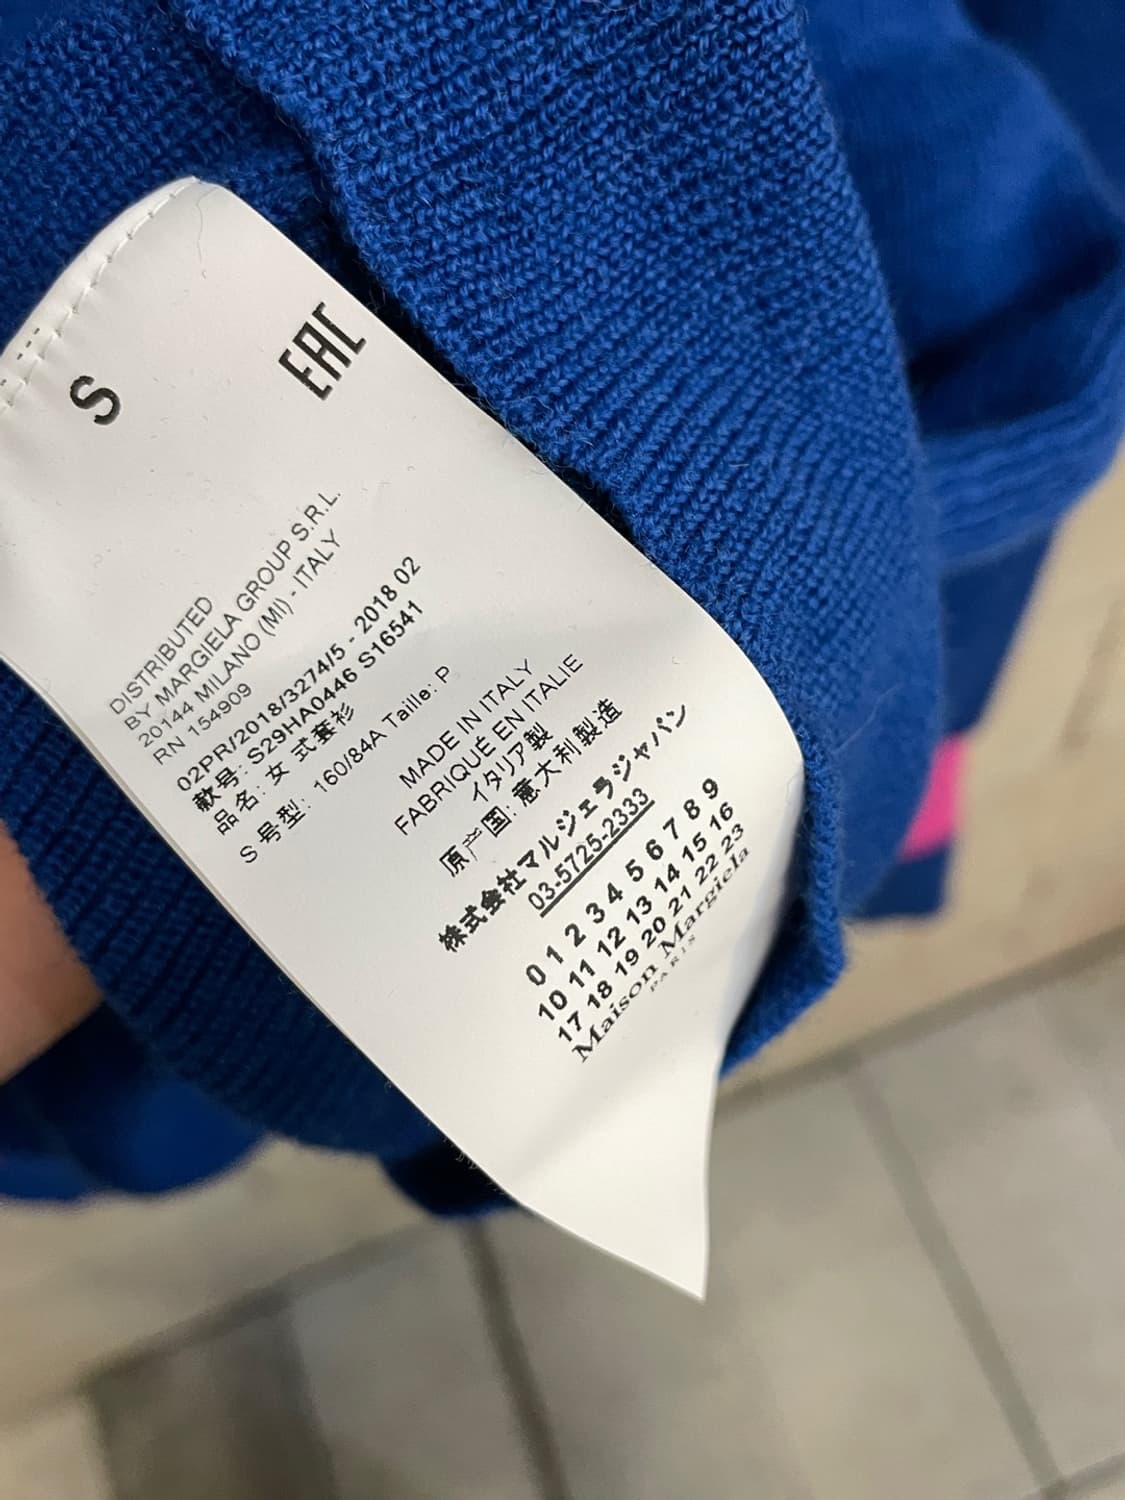 S
EAC
DISTRIBUTED
BY MARGIELA GROUP S.R.L.
20144 MILANO (MI) - ITALY
RN 154909
02PR/2018/3274/5 - 2018 02
款号: S29HA0446 S16541
品名: 女 式套衫
S 号型: 160/84A Taille: P
MADE IN ITALY
FABRIQUÉ EN ITALIE
イタリア製
原产国: 意大利製造
株式会社マルジェラジャパン
03-5725-2333
0 1 2 3 4 5 6 7 8 9
10 11 12 13 14 15 16
17 18 19 20 21 22 23
Maison Margiela
PARIS